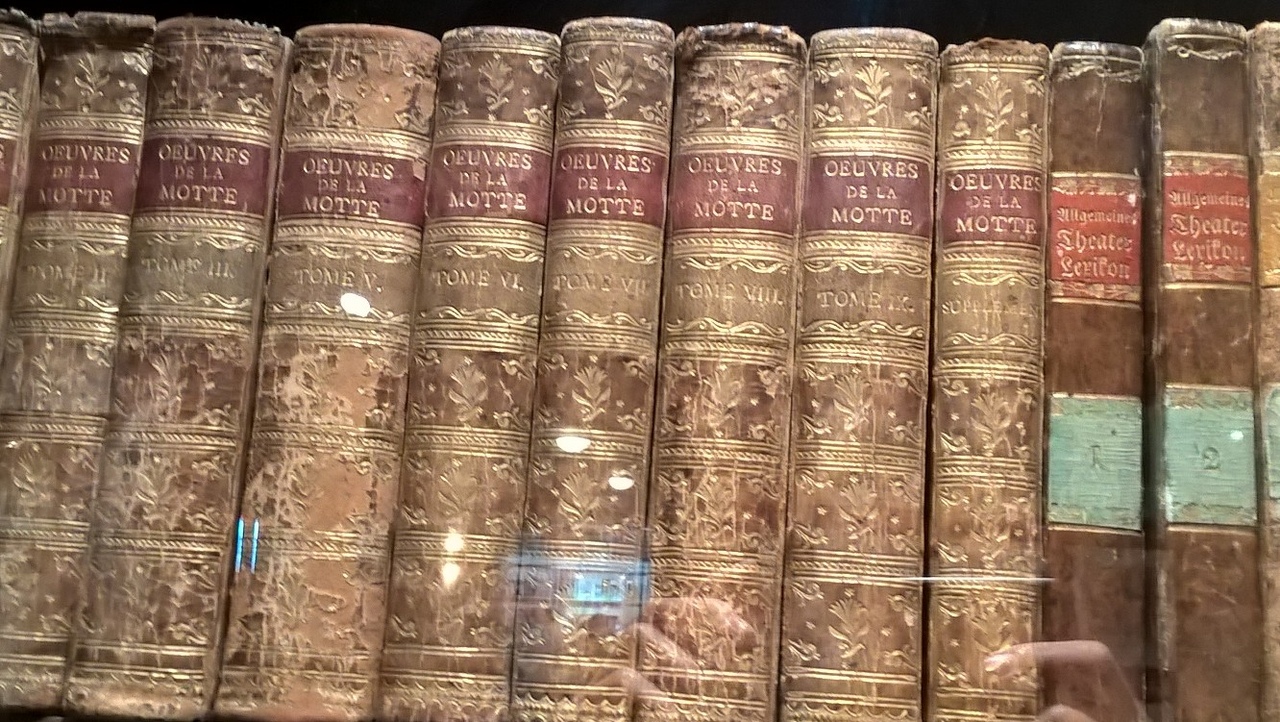 OEUVRES
DE LA
MOTTE
TOME II
OEUVRES
DE LA
MOTTE
TOME III.
OEUVRES
DE LA
MOTTE
TOME V.
OEUVRES
DE LA
MOTTE
TOME VI.
OEUVRES
DE LA
MOTTE
TOME VII.
OEUVRES
DE LA
MOTTE
TOME VIII.
OEUVRES
DE LA
MOTTE
TOME IX.
OEUVRES
DE LA
MOTTE
SUPPLEMEN
Allgemeines
Theater
Lexikon
1
Allgemeines
Theater
Lexikon.
2